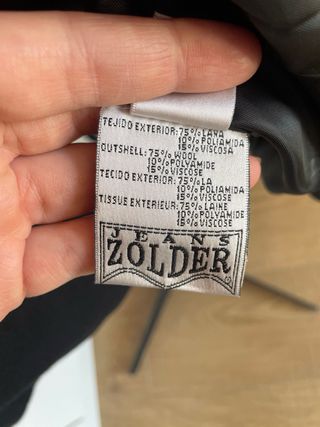 TEJIDO EXTERIOR:75%LANA
10%POLIAMIDA
15%VISCOSA
OUTSHELL:75%WOOL
10%POLYAMIDE
15%VISCOSE
TECIDO EXTERIOR:75%LA
10%POLIAMIDA
15%VISCOSE
TISSUE EXTERIEUR:75%LAINE
10%POLYAMIDE
15%VISCOSE
JEANS
ZOLDER